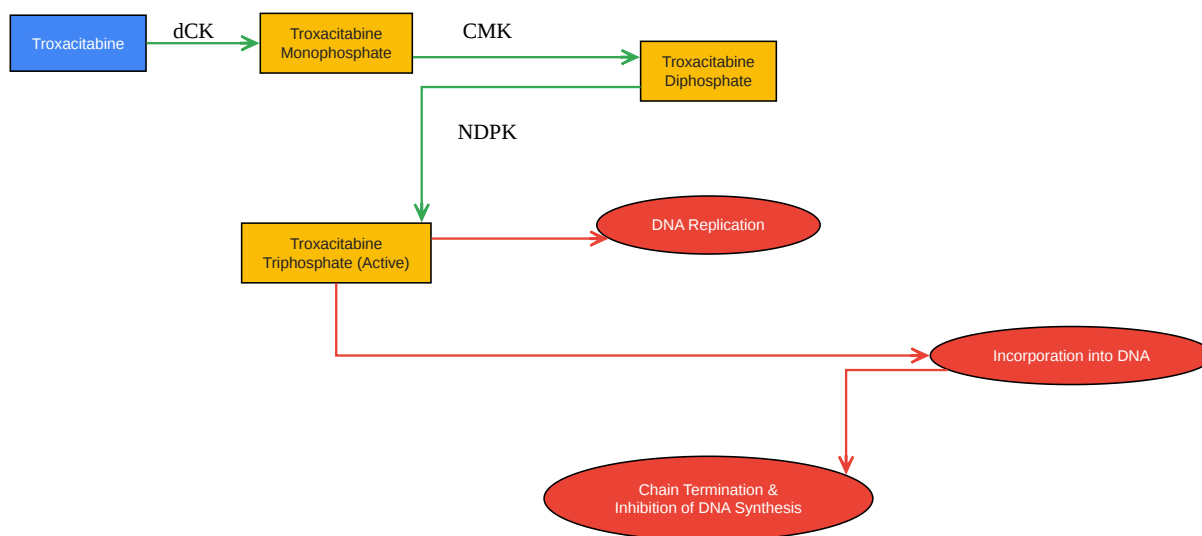 Troxacitabine
dCK
Troxacitabine
Monophosphate
CMK
Troxacitabine
Diphosphate
NDPK
Troxacitabine
Triphosphate (Active)
DNA Replication
Incorporation into DNA
Chain Termination &
Inhibition of DNA Synthesis